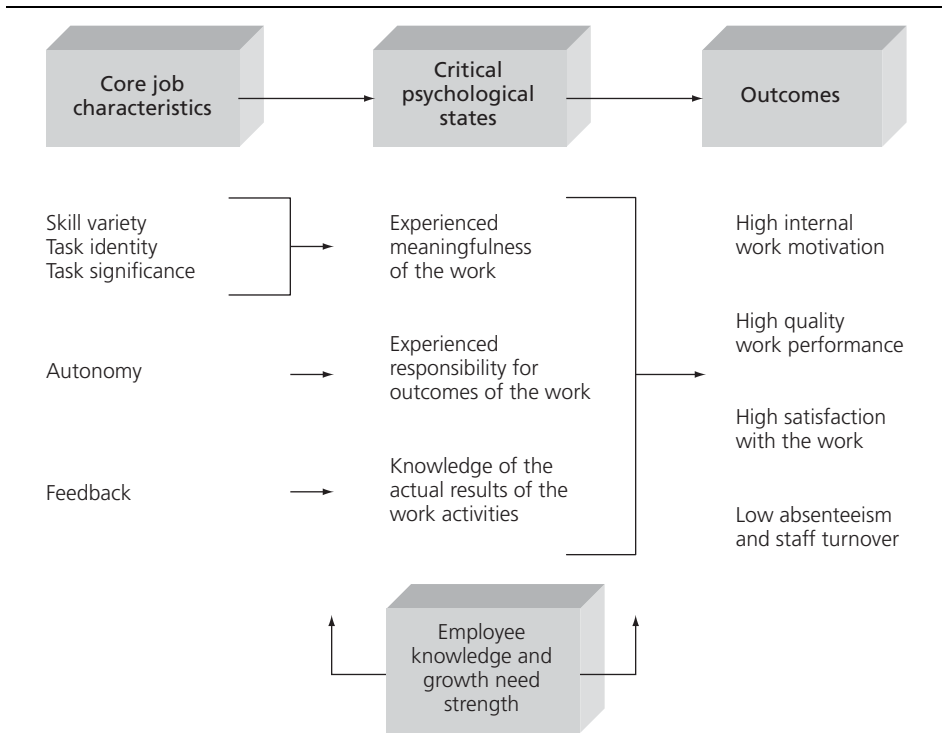 Core job
characteristics
Critical
psychological
states
Outcomes
Skill variety
Task identity
Task significance
Experienced
meaningfulness
of the work
High internal
work motivation
Autonomy
Experienced
responsibility for
outcomes of the work
High quality
work performance
High satisfaction
with the work
Feedback
Knowledge of the
actual results of the
work activities
Low absenteeism
and staff turnover
Employee
knowledge and
growth need
strength